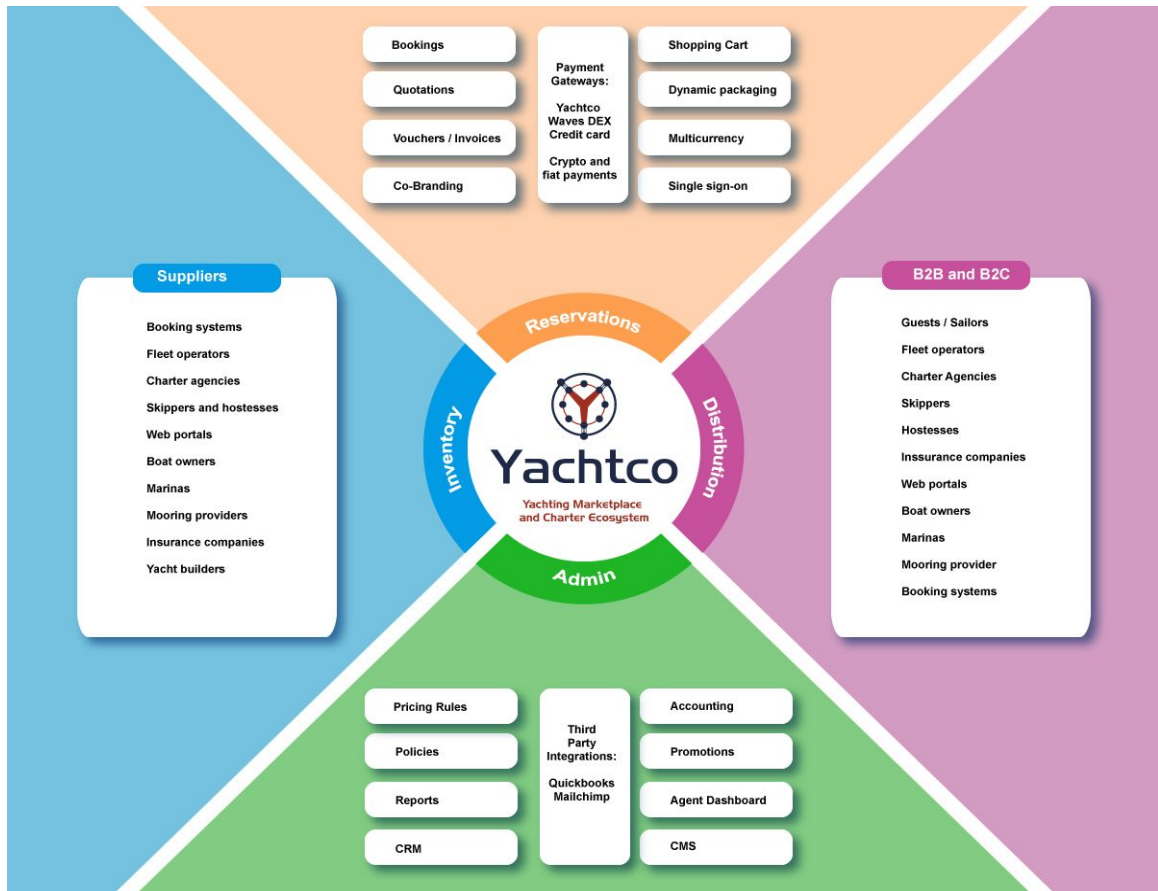 Bookings
Quotations
Vouchers / Invoices
Co-Branding
Payment
Gateways:
Yachtco
Waves DEX
Credit card
Crypto and
fiat payments
Shopping Cart
Dynamic packaging
Multicurrency
Single sign-on
Suppliers
Booking systems
Fleet operators
Charter agencies
Skippers and hostesses
Web portals
Boat owners
Marinas
Mooring providers
Insurance companies
Yacht builders
Reservations
Inventory
Yachtco
Yachting Marketplace
and Charter Ecosystem
Distribution
Admin
B2B and B2C
Guests / Sailors
Fleet operators
Charter Agencies
Skippers
Hostesses
Inssurance companies
Web portals
Boat owners
Marinas
Mooring provider
Booking systems
Pricing Rules
Policies
Reports
CRM
Third
Party
Integrations:
Quickbooks
Mailchimp
Accounting
Promotions
Agent Dashboard
CMS